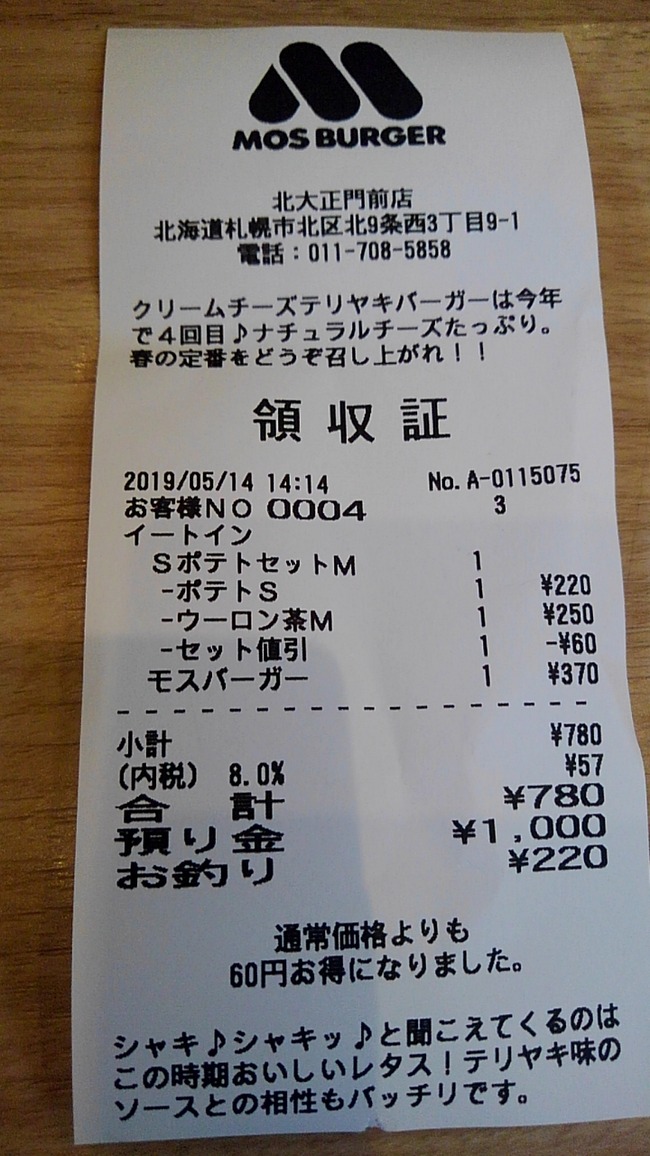 MOS BURGER
北大正門前店
北海道札幌市北区北9条西3丁目9-1
電話：011-708-5858
クリームチーズテリヤキバーガーは今年
で４回目♪ナチュラルチーズたっぷり。
春の定番をどうぞ召し上がれ！！
領収証
2019/05/14 14:14 No.A-0115075
お客様ＮＯ 0004 3
イートイン
ＳポテトセットM 1
-ポテトＳ 1 ¥220
-ウーロン茶M 1 ¥250
-セット値引 1 -¥60
モスバーガー 1 ¥370
小計 ¥780
(内税) 8.0% ¥57
合 計 ¥780
預り金 ¥1,000
お釣り ¥220
通常価格よりも
60円お得になりました。
シャキ♪シャキッ♪と聞こえてくるのは
この時期おいしいレタス！テリヤキ味の
ソースとの相性もバッチリです。